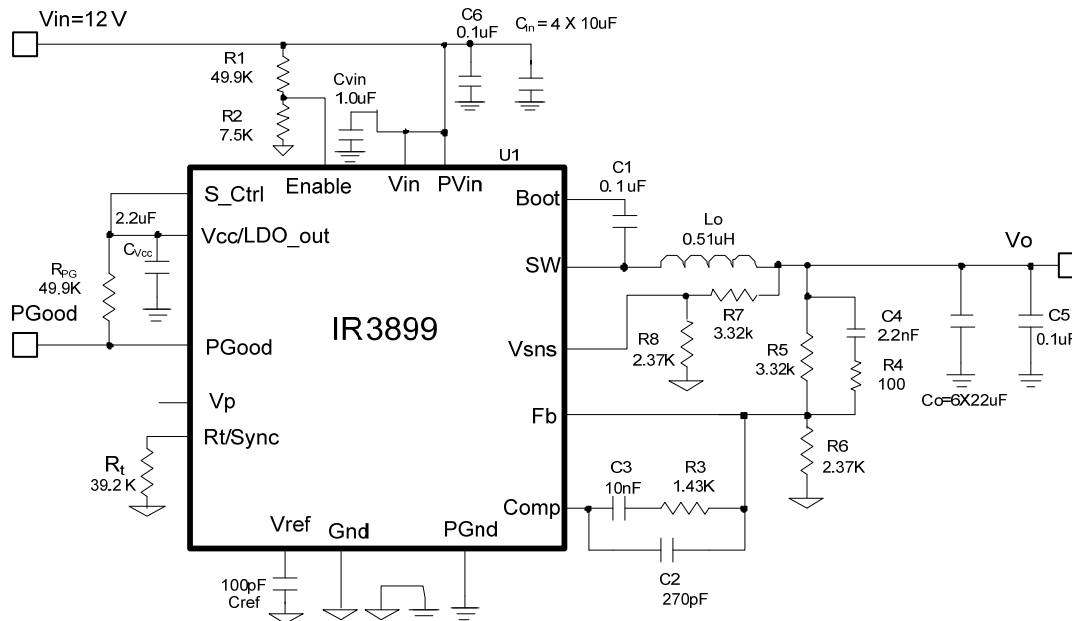 Vin=12 V
C6
0.1uF
Cin = 4 X 10uF
R1
49.9K
Cvin
1.0uF
R2
7.5K
U1
Enable
Vin
PVin
S_Ctrl
Boot
C1
0.1uF
2.2uF
Vcc/LDO_out
CVcc
Lo
0.51uH
SW
Vo
RPG
49.9K
PGood
IR3899
PGood
Vsns
R7
3.32k
R8
2.37K
R5
3.32k
C4
2.2nF
R4
100
C5
0.1uF
Co=6X22uF
Vp
Fb
Rt/Sync
Rt
39.2 K
R6
2.37K
C3
10nF
R3
1.43K
Comp
Vref
Gnd
PGnd
100pF
Cref
C2
270pF